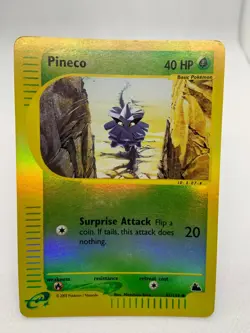 Pineco
40 HP
Basic Pokémon
Surprise Attack Flip a
coin. If tails, this attack does
nothing.
20
weakness
resistance
retreat cost
e